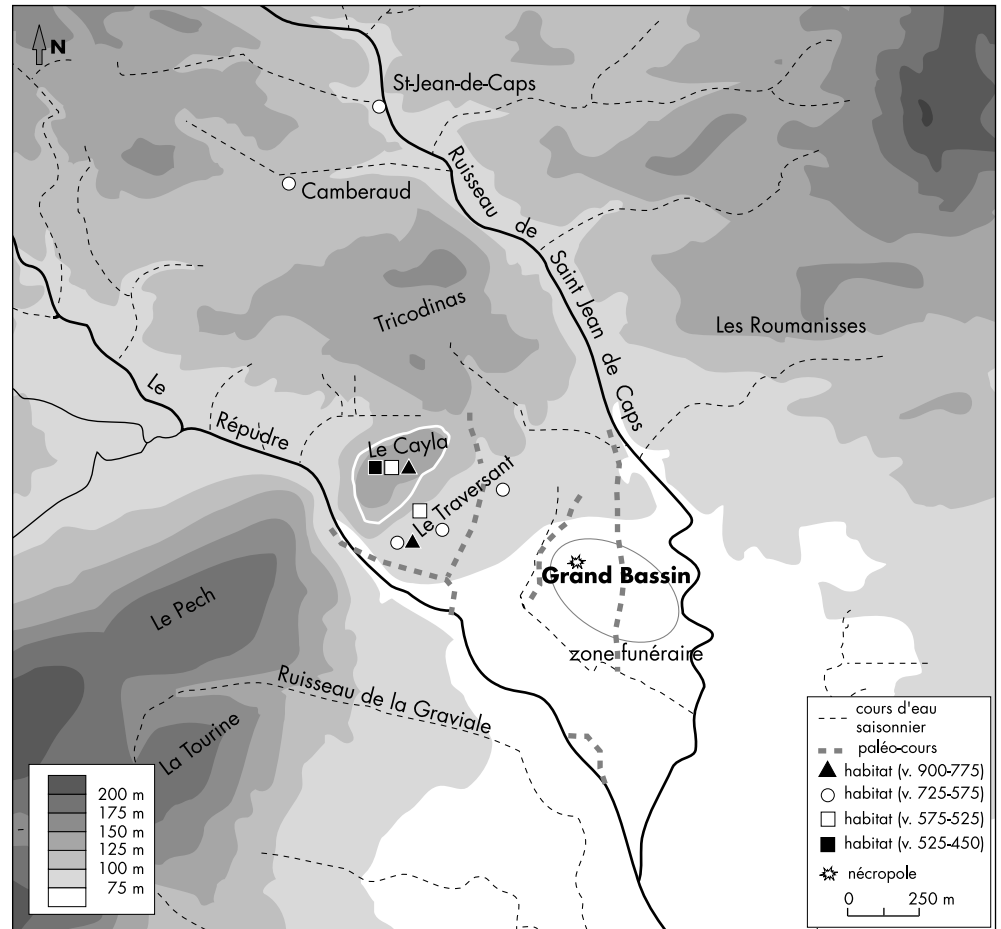 N
St-Jean-de-Caps
Camberaud
Ruisseau de Saint Jean de Caps
Tricodinas
Les Roumanisses
Le Répudre
Le Cayla
Le Traversant
Grand Bassin
zone funéraire
Le Pech
Ruisseau de la Graviale
La Tourine
200 m
175 m
150 m
125 m
100 m
75 m
cours d'eau
saisonnier
paléo-cours
habitat (v. 900-775)
habitat (v. 725-575)
habitat (v. 575-525)
habitat (v. 525-450)
nécropole
0 250 m